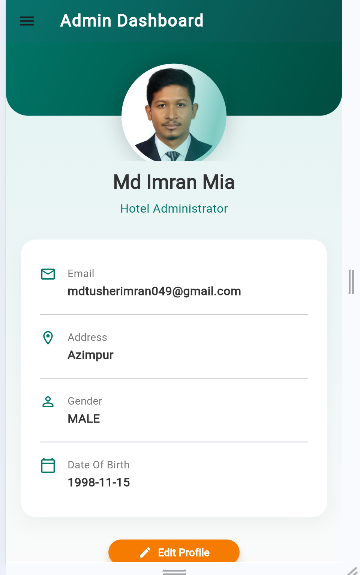 Admin Dashboard
Md Imran Mia
Hotel Administrator
Email
mdtusherimran049@gmail.com
Address
Azimpur
Gender
MALE
Date Of Birth
1998-11-15
Edit Profile